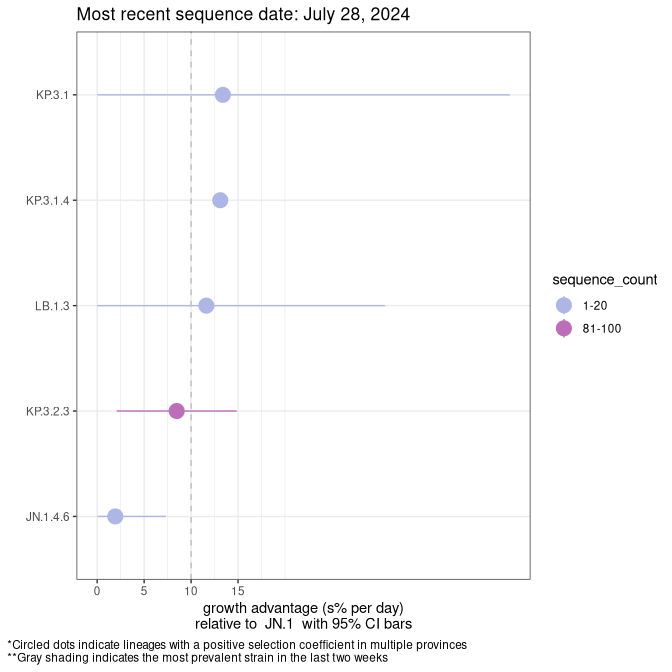 Most recent sequence date: July 28, 2024
KP.3.1
KP.3.1.4
LB.1.3
KP.3.2.3
JN.1.4.6
0 5 10 15
growth advantage (s% per day)
relative to JN.1 with 95% CI bars
sequence_count
1-20
81-100
*Circled dots indicate lineages with a positive selection coefficient in multiple provinces
**Gray shading indicates the most prevalent strain in the last two weeks